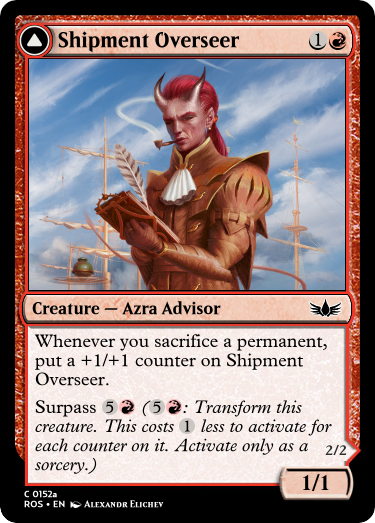 Shipment Overseer 1
Creature — Azra Advisor
Whenever you sacrifice a permanent,
put a +1/+1 counter on Shipment
Overseer.
Surpass 5 (5: Transform this
creature. This costs 1 less to activate for
each counter on it. Activate only as a
sorcery.)
2/2
1/1
C 0152a
ROS • EN Alexandr Elichev